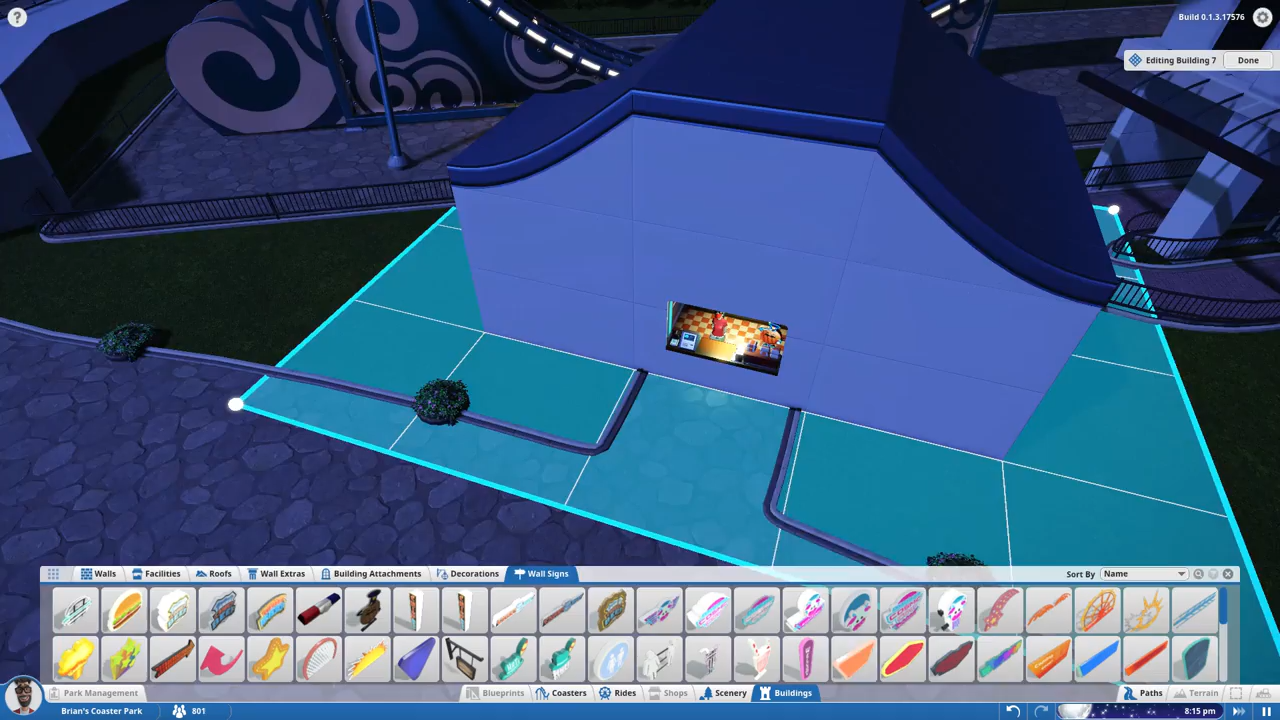 ?
Build 0.1.3.17576
Editing Building 7
Done
Walls
Facilities
Roofs
Wall Extras
Building Attachments
Decorations
Wall Signs
Sort By
Name
Park Management
Blueprints
Coasters
Rides
Shops
Scenery
Buildings
Paths
Terrain
Brian's Coaster Park
801
8:15 pm